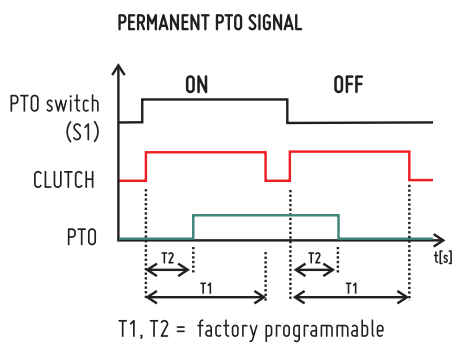 PERMANENT PTO SIGNAL
ON OFF
PTO switch
(S1)
CLUTCH
PTO
t[s]
T2 T2
T1 T1
T1, T2 = factory programmable